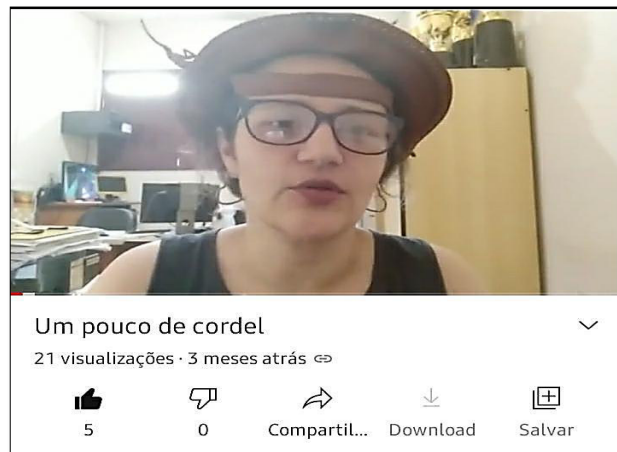 Um pouco de cordel
21 visualizações · 3 meses atrás
5 0 Compartil... Download Salvar